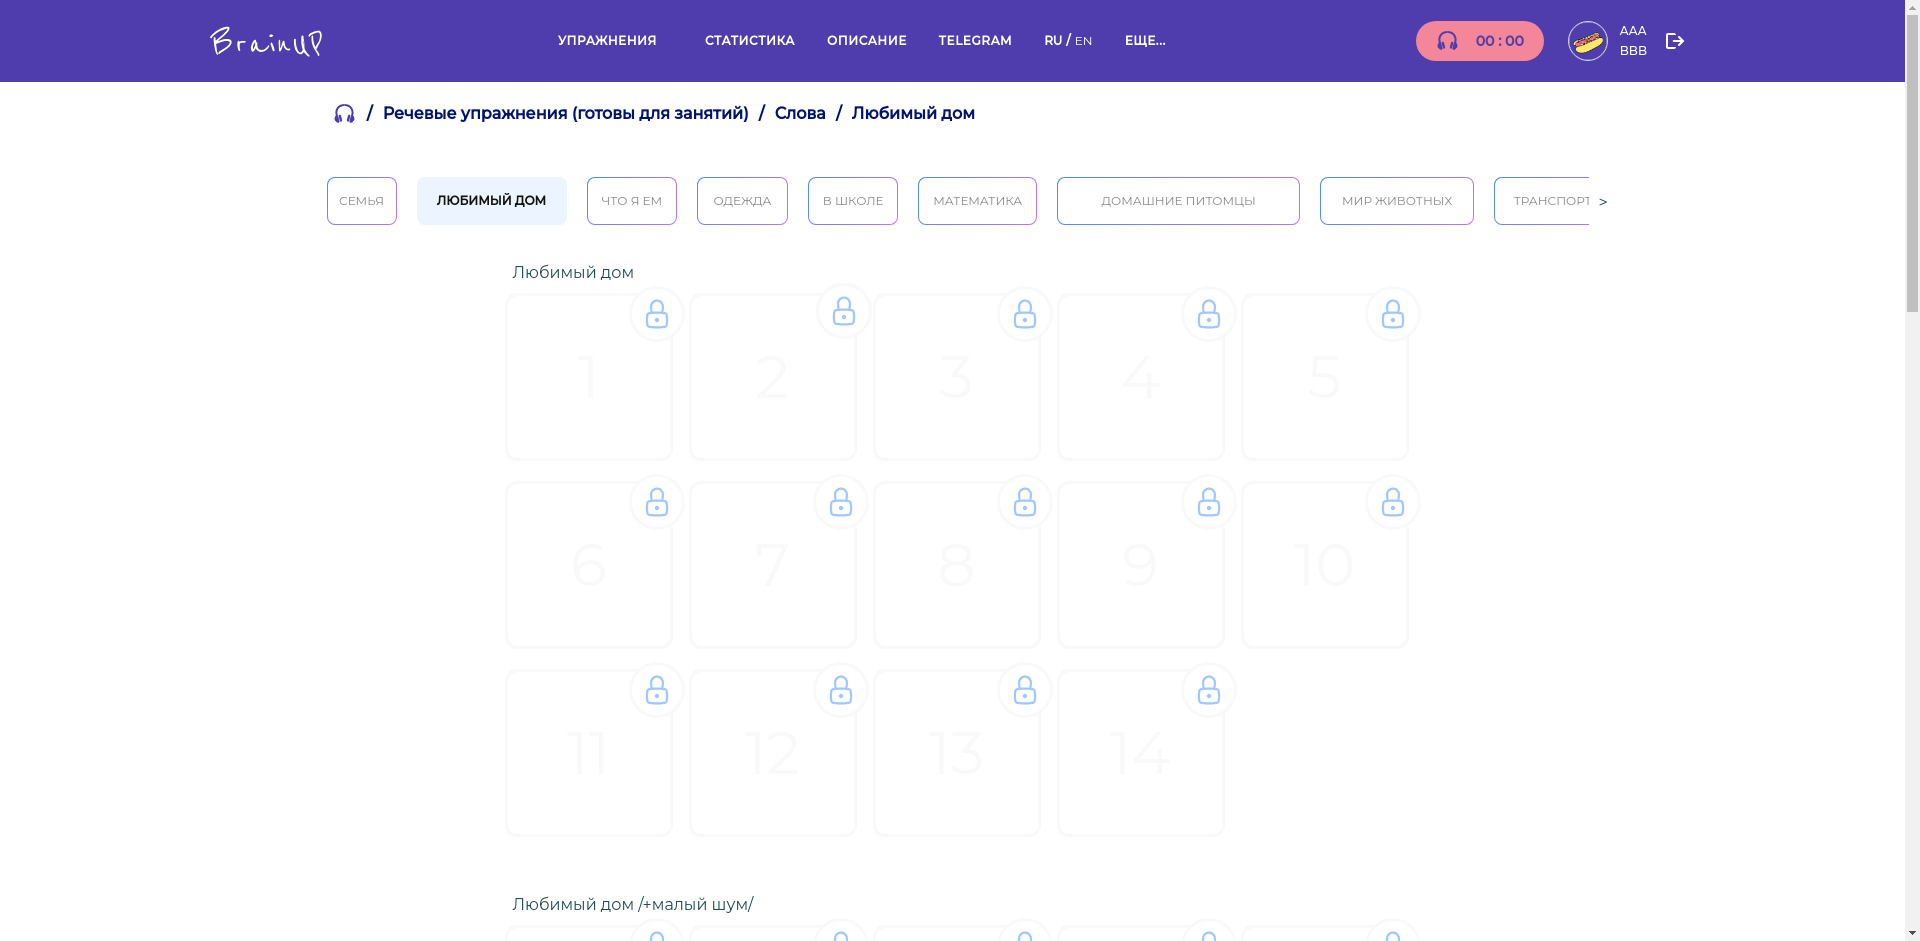 BrainUP
УПРАЖНЕНИЯ СТАТИСТИКА ОПИСАНИЕ TELEGRAM RU / EN ЕЩЕ...
00 : 00
AAA
BBB
/ Речевые упражнения (готовы для занятий) / Слова / Любимый дом
СЕМЬЯ ЛЮБИМЫЙ ДОМ ЧТО Я ЕМ ОДЕЖДА В ШКОЛЕ МАТЕМАТИКА ДОМАШНИЕ ПИТОМЦЫ МИР ЖИВОТНЫХ ТРАНСПОРТ >
Любимый дом
1 2 3 4 5
6 7 8 9 10
11 12 13 14
Любимый дом /+малый шум/